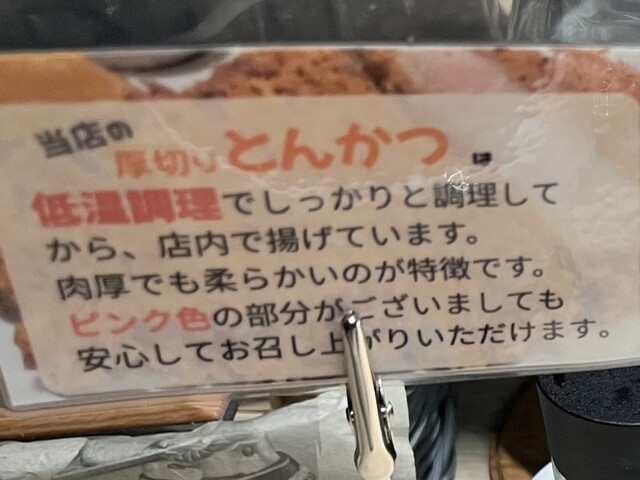 当店の
厚切りとんかつは
低温調理でしっかりと調理して
から、店内で揚げています。
肉厚でも柔らかいのが特徴です。
ピンク色の部分がございましても
安心してお召し上がりいただけます。